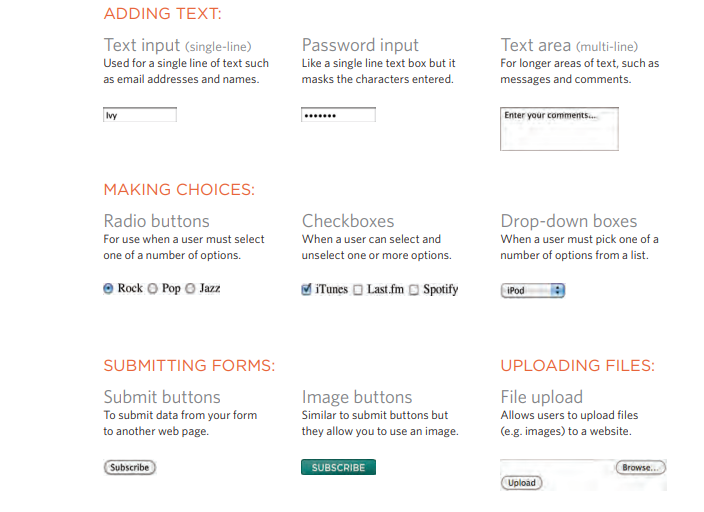 ADDING TEXT:
Text input (single-line)
Used for a single line of text such
as email addresses and names.
Ivy
Password input
Like a single line text box but it
masks the characters entered.
•••••••
Text area (multi-line)
For longer areas of text, such as
messages and comments.
Enter your comments...
MAKING CHOICES:
Radio buttons
For use when a user must select
one of a number of options.
Rock Pop Jazz
Checkboxes
When a user can select and
unselect one or more options.
iTunes Last.fm Spotify
Drop-down boxes
When a user must pick one of a
number of options from a list.
iPod
SUBMITTING FORMS:
Submit buttons
To submit data from your form
to another web page.
Subscribe
Image buttons
Similar to submit buttons but
they allow you to use an image.
SUBSCRIBE
UPLOADING FILES:
File upload
Allows users to upload files
(e.g. images) to a website.
Browse...
Upload